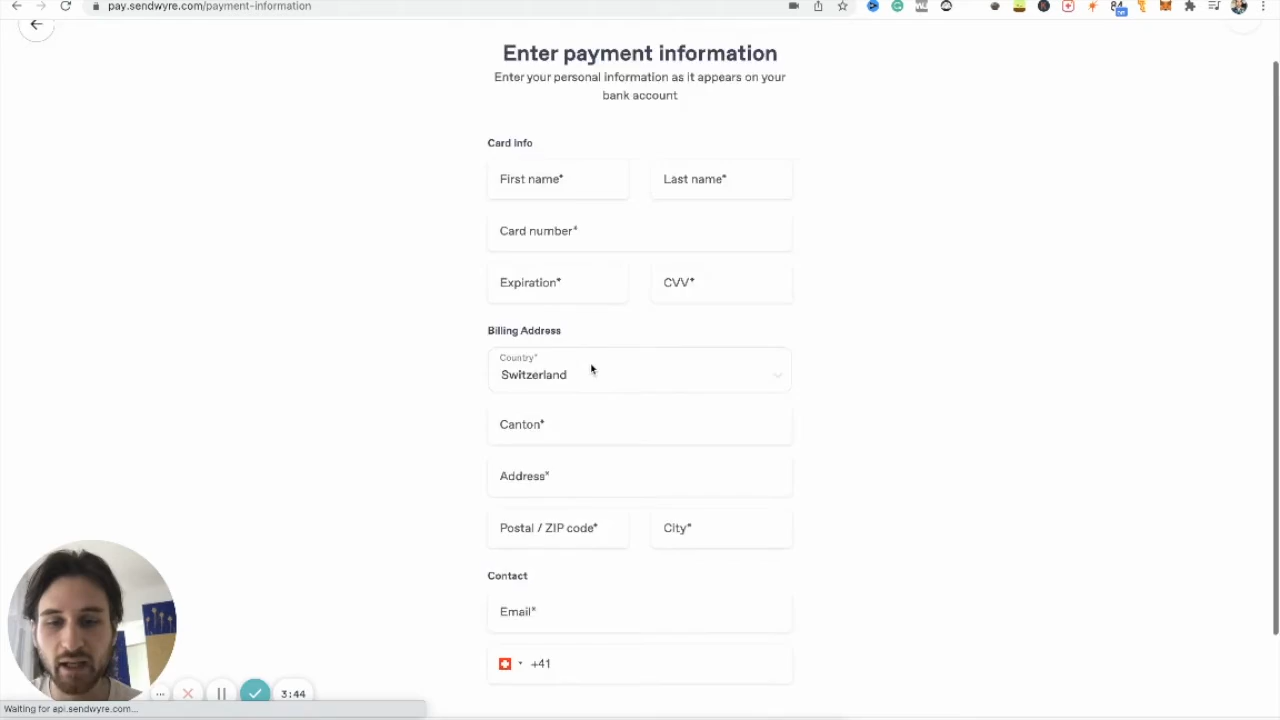 pay.sendwyre.com/payment-information
84
Enter payment information
Enter your personal information as it appears on your
bank account
Card Info
First name*
Last name*
Card number*
Expiration*
CVV*
Billing Address
Country*
Switzerland
Canton*
Address*
Postal / ZIP code*
City*
Contact
Email*
+41
3:44
Waiting for api.sendwyre.com...